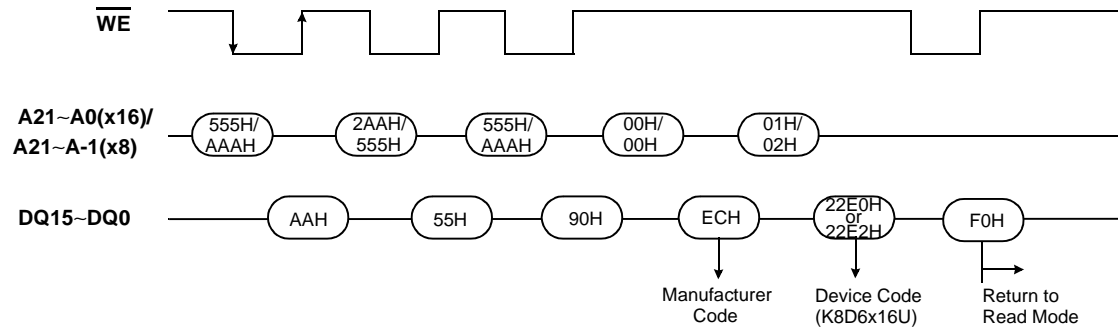 WE
A21~A0(x16)/
A21~A-1(x8)
555H/
AAAH
2AAH/
555H
555H/
AAAH
00H/
00H
01H/
02H
DQ15~DQ0
AAH
55H
90H
ECH
22E0H
or
22E2H
F0H
Manufacturer
Code
Device Code
(K8D6x16U)
Return to
Read Mode